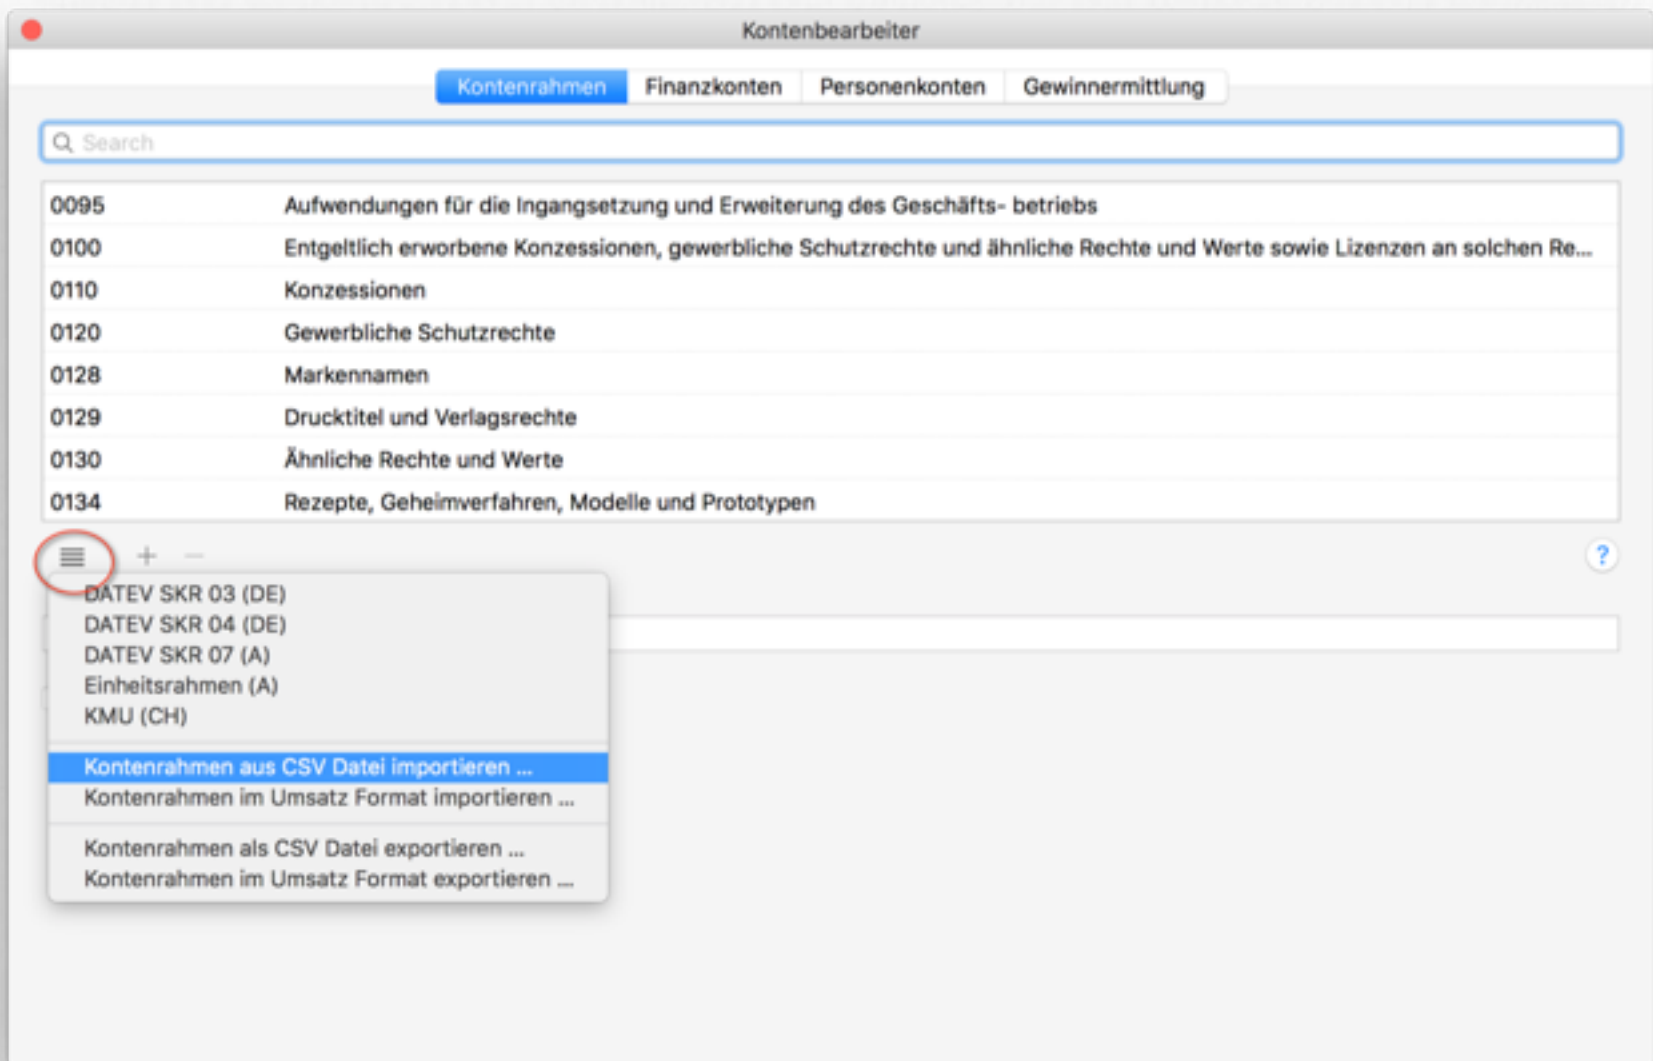 Kontenbearbeiter
Kontenrahmen Finanzkonten Personenkonten Gewinnermittlung
Search
0095 Aufwendungen für die Ingangsetzung und Erweiterung des Geschäfts- betriebs
0100 Entgeltlich erworbene Konzessionen, gewerbliche Schutzrechte und ähnliche Rechte und Werte sowie Lizenzen an solchen Re...
0110 Konzessionen
0120 Gewerbliche Schutzrechte
0128 Markennamen
0129 Drucktitel und Verlagsrechte
0130 Ähnliche Rechte und Werte
0134 Rezepte, Geheimverfahren, Modelle und Prototypen
+ − ?
DATEV SKR 03 (DE)
DATEV SKR 04 (DE)
DATEV SKR 07 (A)
Einheitsrahmen (A)
KMU (CH)
Kontenrahmen aus CSV Datei importieren ...
Kontenrahmen im Umsatz Format importieren ...
Kontenrahmen als CSV Datei exportieren ...
Kontenrahmen im Umsatz Format exportieren ...